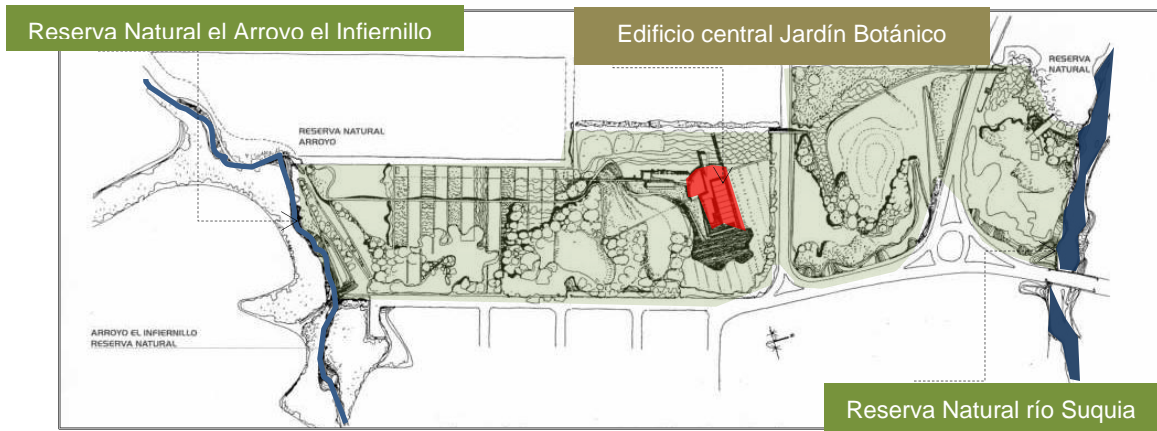 Reserva Natural el Arroyo el Infiernillo
Edificio central Jardín Botánico
RESERVA
NATURAL
RESERVA NATURAL
ARROYO
ARROYO EL INFIERNILLO
RESERVA NATURAL
Reserva Natural río Suquia